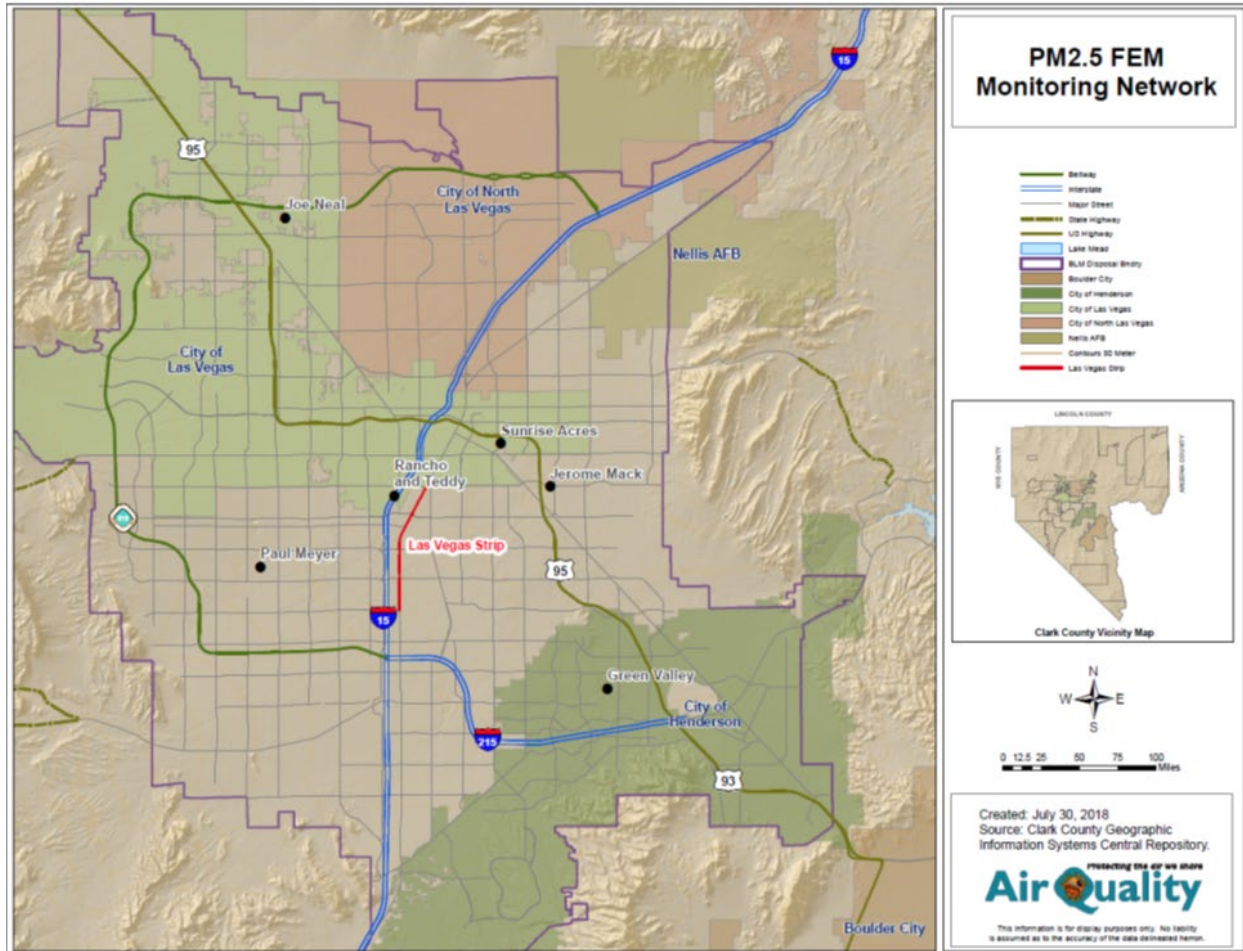 95
15
City of North
Las Vegas
Joe Neal
Nellis AFB
City of
Las Vegas
Sunrise Acres
Rancho
and Teddy
Jerome Mack
215
Paul Meyer
Las Vegas Strip
95
15
Green Valley
City of
Henderson
215
93
Boulder City
PM2.5 FEM
Monitoring Network
Beltway
Interstate
Major Street
State Highway
US Highway
Lake Mead
BLM Disposal Bndry
Boulder City
City of Henderson
City of Las Vegas
City of North Las Vegas
Nellis AFB
Contours 50 Meter
Las Vegas Strip
LINCOLN COUNTY
NYE COUNTY
ARIZONA COUNTY
Clark County Vicinity Map
N
W
E
S
0 12.5 25 50 75 100
Miles
Created: July 30, 2018
Source: Clark County Geographic
Information Systems Central Repository.
Protecting the air we share
Air Quality
This information is for display purposes only. No liability
is assumed as to the accuracy of the data delineated hereon.